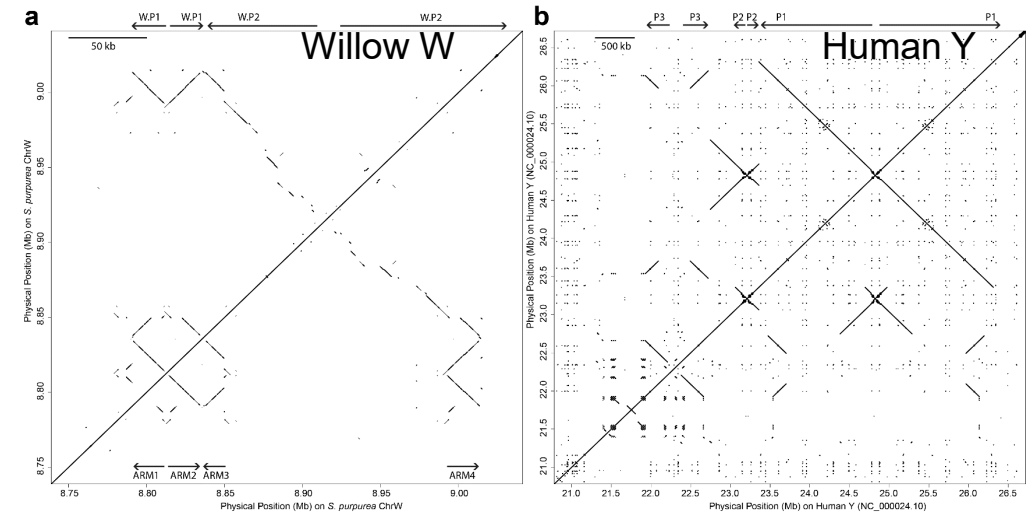 a
W.P1
W.P1
W.P2
W.P2
50 kb
Willow W
9.00
8.95
8.90
8.85
8.80
8.75
Physical Position (Mb) on S. purpurea ChrW
ARM1
ARM2
ARM3
ARM4
8.75
8.80
8.85
8.90
8.95
9.00
Physical Position (Mb) on S. purpurea ChrW
b
P3
P3
P2
P2
P1
P1
500 kb
Human Y
26.5
26.0
25.5
25.0
24.5
24.0
23.5
23.0
22.5
22.0
21.5
21.0
Physical Position (Mb) on Human Y (NC_000024.10)
21.0
21.5
22.0
22.5
23.0
23.5
24.0
24.5
25.0
25.5
26.0
26.5
Physical Position (Mb) on Human Y (NC_000024.10)